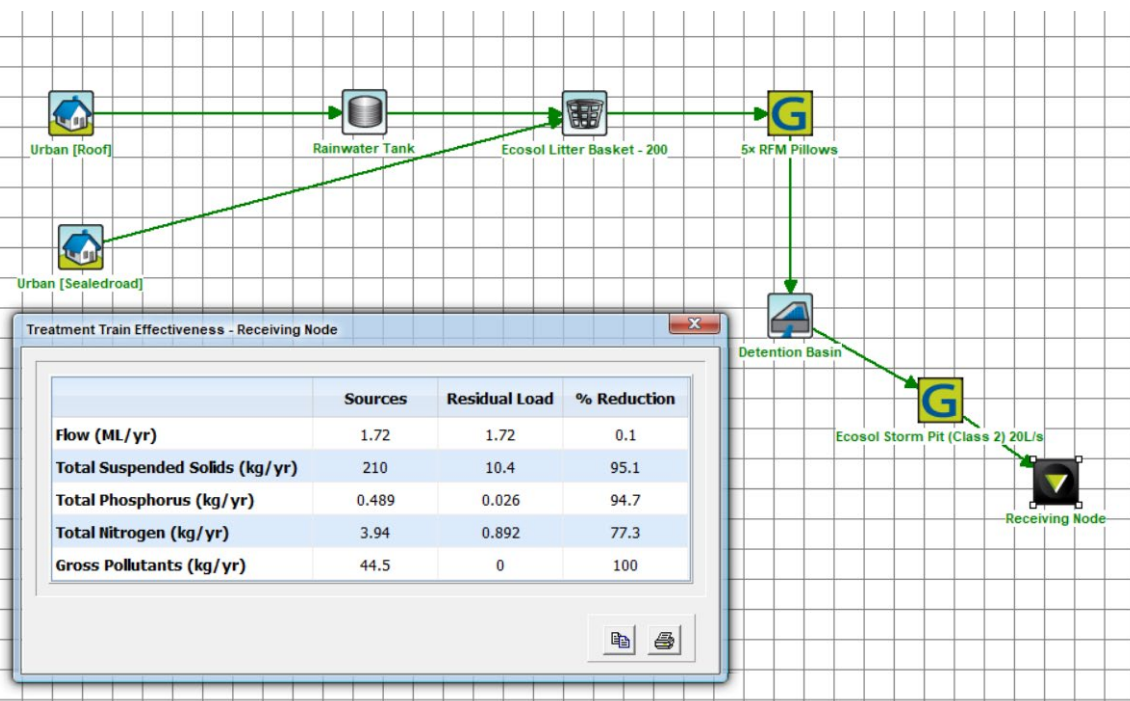 Urban [Roof]
Rainwater Tank
Ecosol Litter Basket - 200
5× RFM Pillows
Urban [Sealedroad]
Detention Basin
Ecosol Storm Pit (Class 2) 20L/s
Receiving Node
Treatment Train Effectiveness - Receiving Node
Sources Residual Load % Reduction
Flow (ML/yr) 1.72 1.72 0.1
Total Suspended Solids (kg/yr) 210 10.4 95.1
Total Phosphorus (kg/yr) 0.489 0.026 94.7
Total Nitrogen (kg/yr) 3.94 0.892 77.3
Gross Pollutants (kg/yr) 44.5 0 100